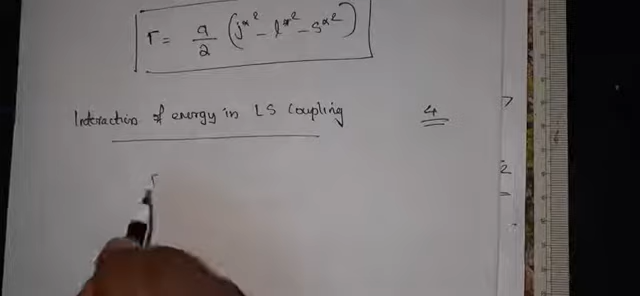 Γ = a/2 (j*² - l*² - s*²)
Interaction of energy in LS Coupling 4
Γ